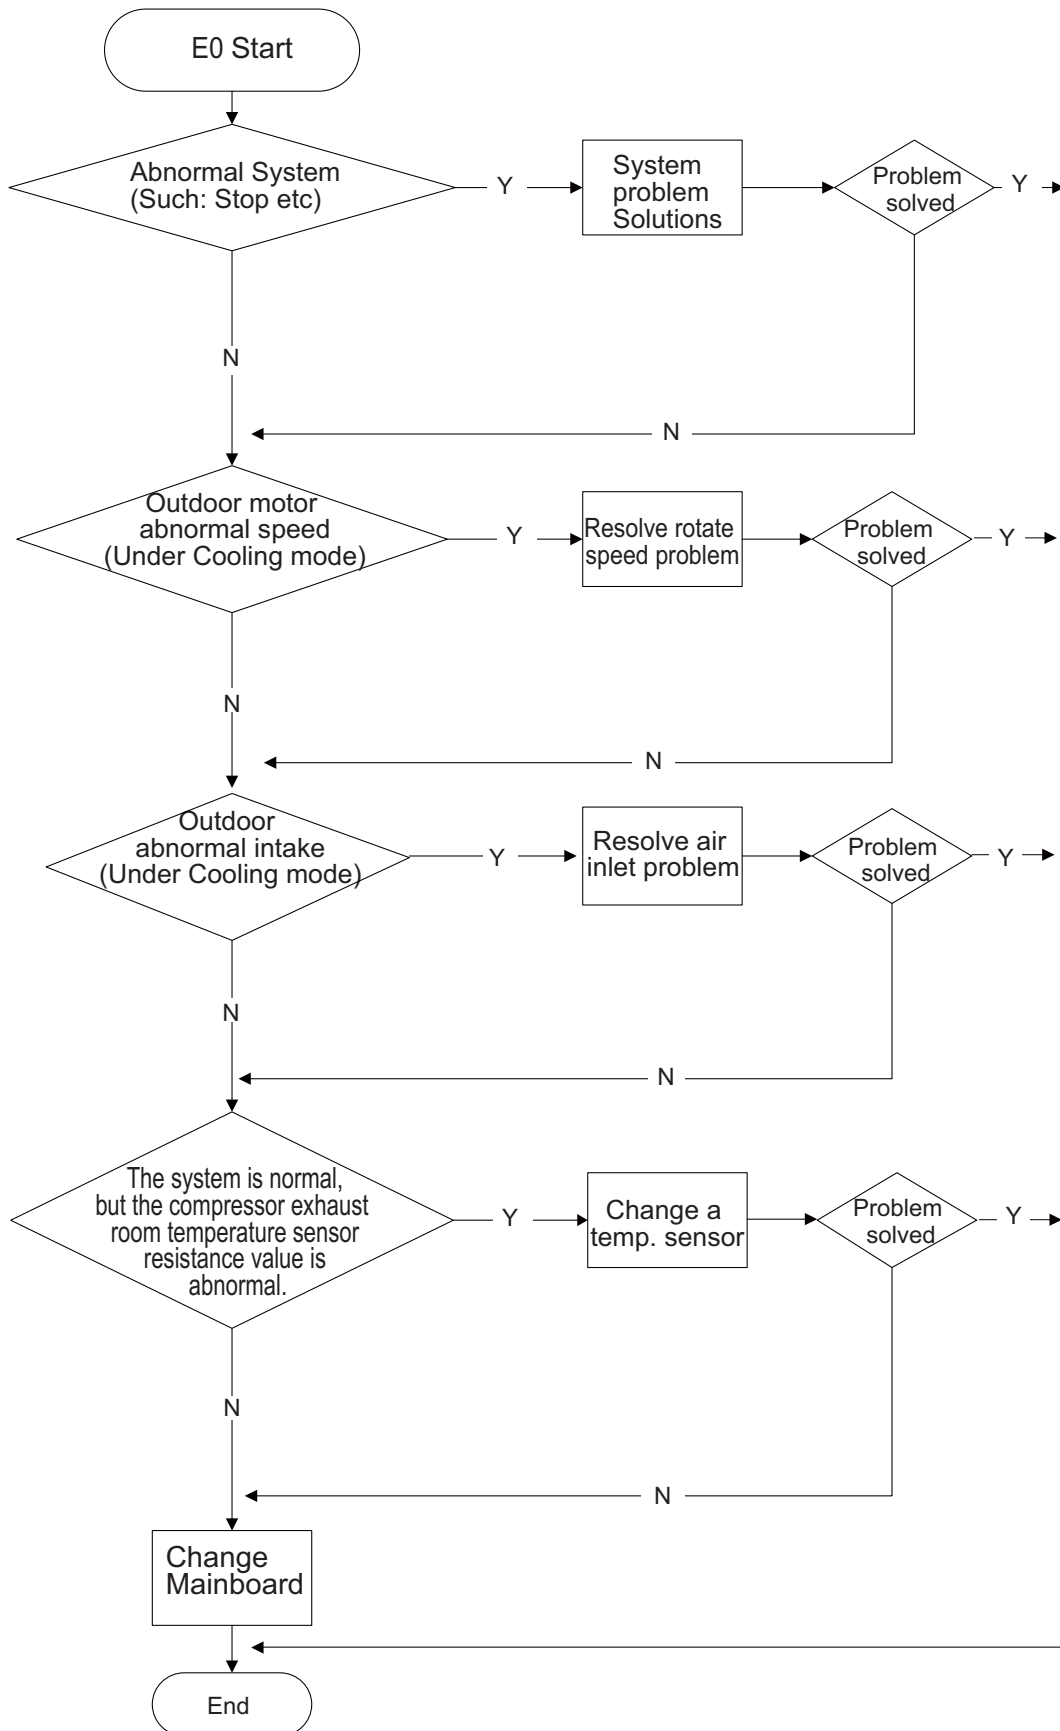 E0 Start
Abnormal System
(Such: Stop etc)
Y
System
problem
Solutions
Problem
solved
Y
N
N
Outdoor motor
abnormal speed
(Under Cooling mode)
Y
Resolve rotate
speed problem
Problem
solved
Y
N
N
Outdoor
abnormal intake
(Under Cooling mode)
Y
Resolve air
inlet problem
Problem
solved
Y
N
N
The system is normal,
but the compressor exhaust
room temperature sensor
resistance value is
abnormal.
Y
Change a
temp. sensor
Problem
solved
Y
N
N
Change
Mainboard
End